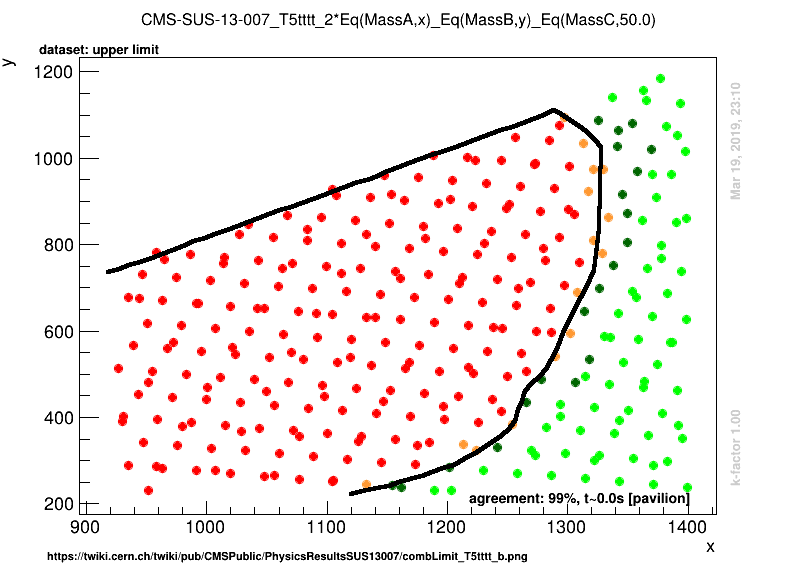 CMS-SUS-13-007_T5tttt_2*Eq(MassA,x)_Eq(MassB,y)_Eq(MassC,50.0)
dataset: upper limit
y
1200
1000
800
600
400
200
900
1000
1100
1200
1300
1400
x
agreement: 99%, t~0.0s [pavilion]
Mar 19, 2019, 23:10
k-factor 1.00
https://twiki.cern.ch/twiki/pub/CMSPublic/PhysicsResultsSUS13007/combLimit_T5tttt_b.png